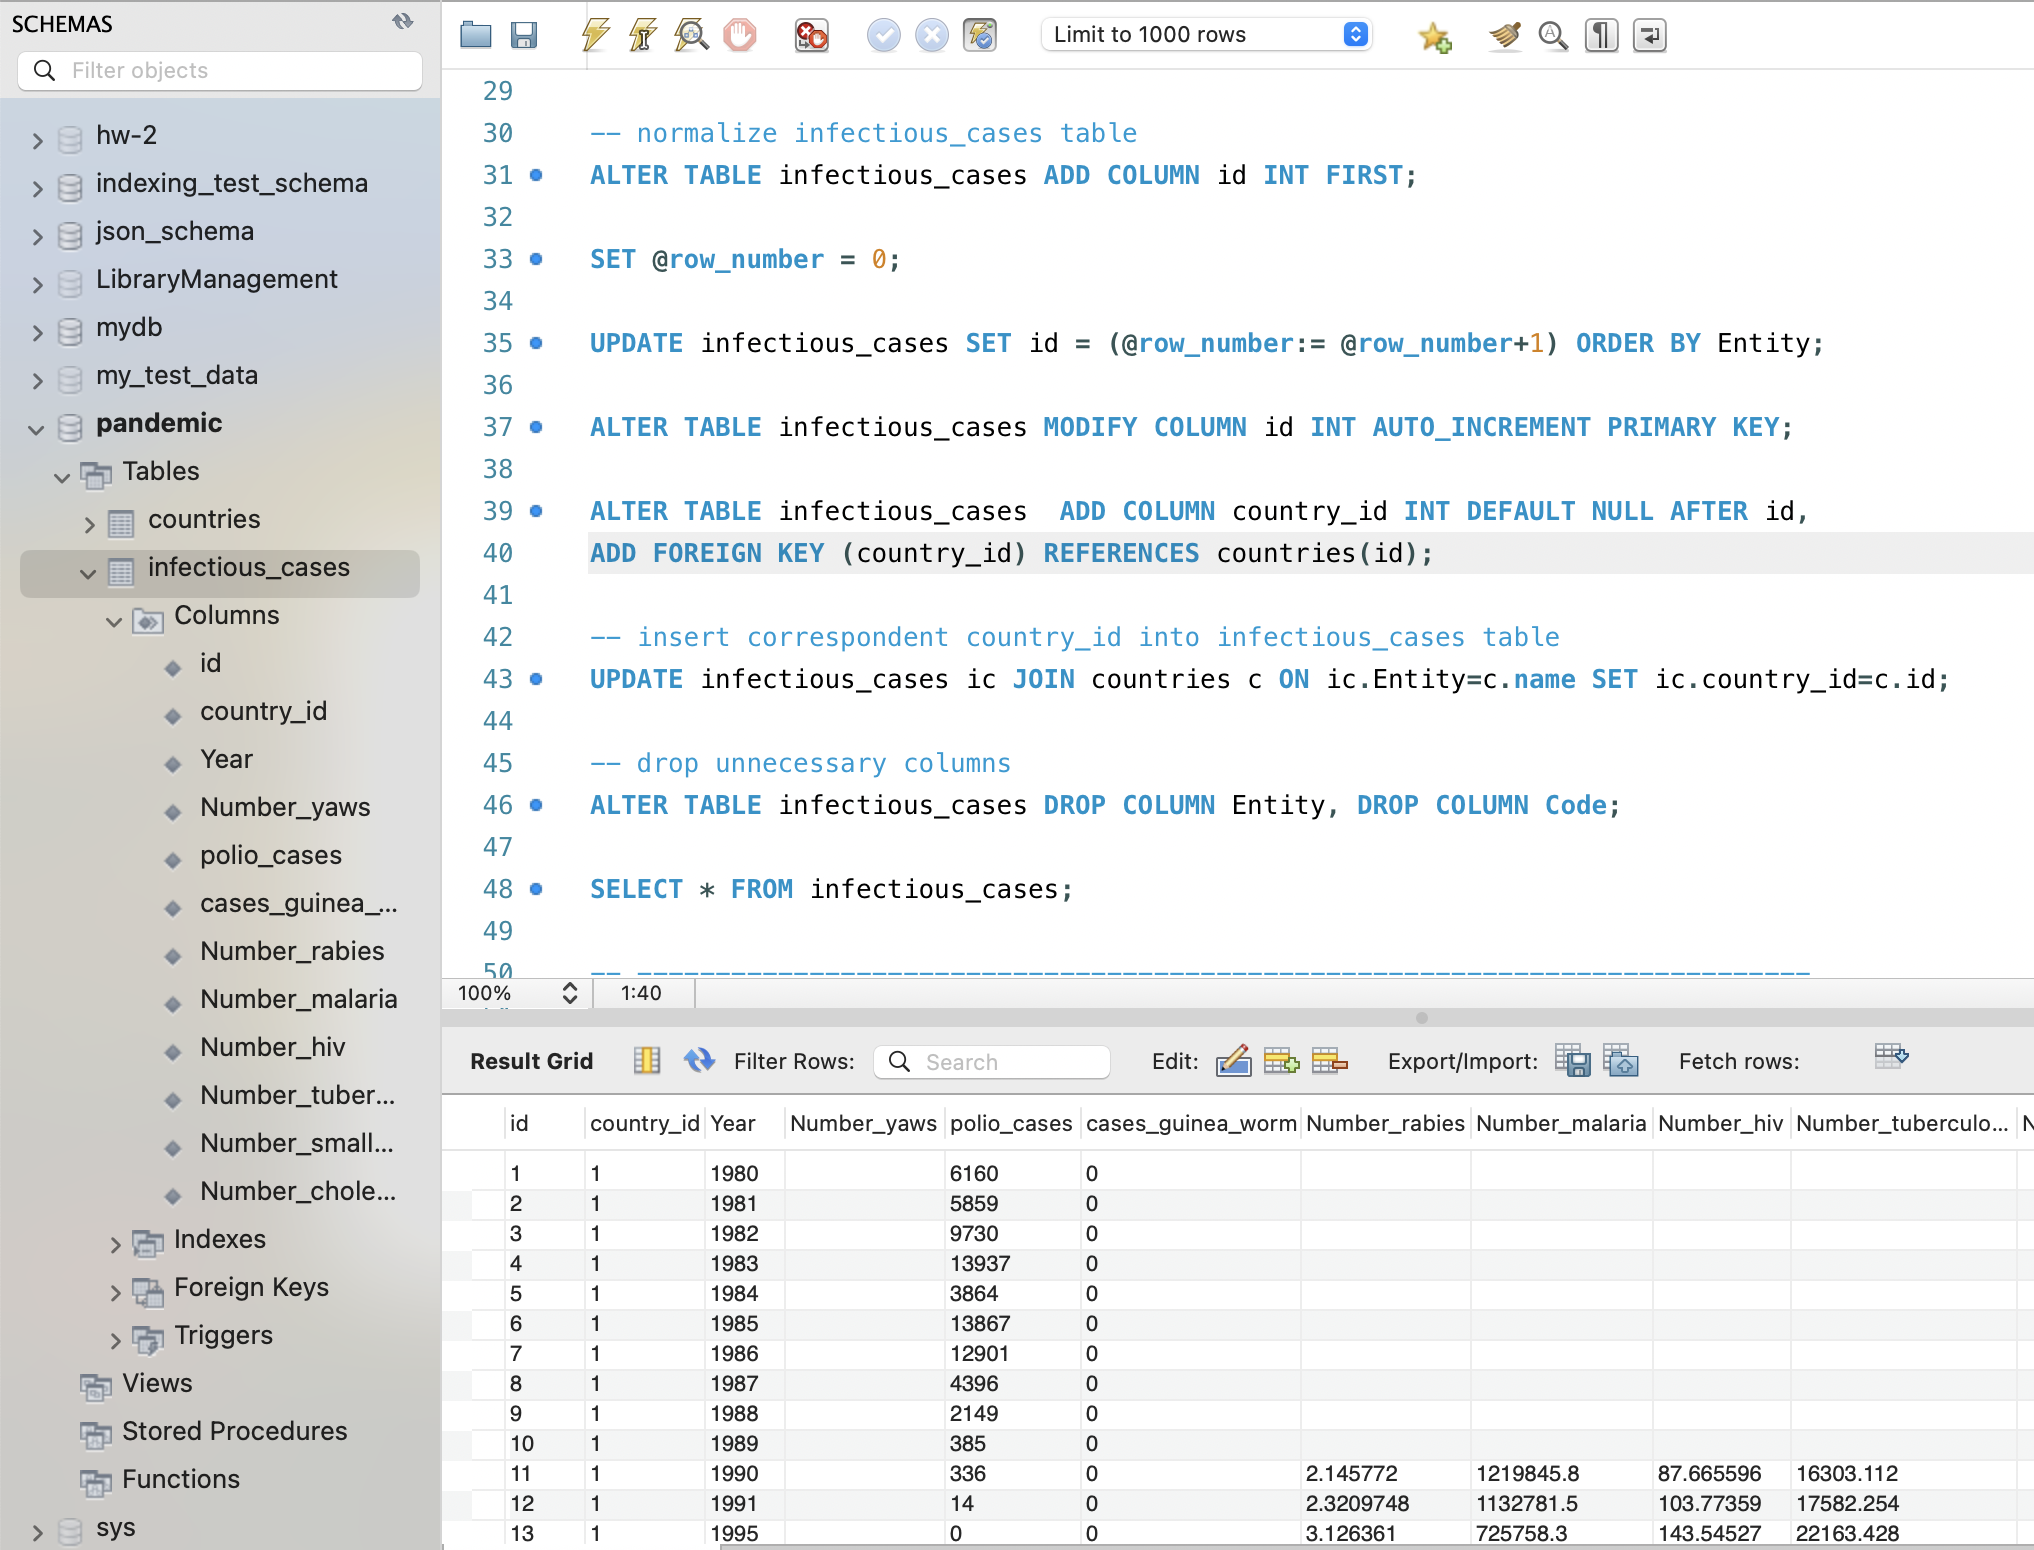 SCHEMAS
Filter objects
hw-2
indexing_test_schema
json_schema
LibraryManagement
mydb
my_test_data
pandemic
Tables
countries
infectious_cases
Columns
id
country_id
Year
Number_yaws
polio_cases
cases_guinea_...
Number_rabies
Number_malaria
Number_hiv
Number_tuber...
Number_small...
Number_chole...
Indexes
Foreign Keys
Triggers
Views
Stored Procedures
Functions
sys
Limit to 1000 rows
29
30 -- normalize infectious_cases table
31 ALTER TABLE infectious_cases ADD COLUMN id INT FIRST;
32
33 SET @row_number = 0;
34
35 UPDATE infectious_cases SET id = (@row_number:= @row_number+1) ORDER BY Entity;
36
37 ALTER TABLE infectious_cases MODIFY COLUMN id INT AUTO_INCREMENT PRIMARY KEY;
38
39 ALTER TABLE infectious_cases  ADD COLUMN country_id INT DEFAULT NULL AFTER id,
40 ADD FOREIGN KEY (country_id) REFERENCES countries(id);
41
42 -- insert correspondent country_id into infectious_cases table
43 UPDATE infectious_cases ic JOIN countries c ON ic.Entity=c.name SET ic.country_id=c.id;
44
45 -- drop unnecessary columns
46 ALTER TABLE infectious_cases DROP COLUMN Entity, DROP COLUMN Code;
47
48 SELECT * FROM infectious_cases;
49
50 -- ---------------------------------------------------------------------------
100% 1:40
Result Grid Filter Rows: Search Edit: Export/Import: Fetch rows:
id country_id Year Number_yaws polio_cases cases_guinea_worm Number_rabies Number_malaria Number_hiv Number_tuberculo... N
1 1 1980 6160 0
2 1 1981 5859 0
3 1 1982 9730 0
4 1 1983 13937 0
5 1 1984 3864 0
6 1 1985 13867 0
7 1 1986 12901 0
8 1 1987 4396 0
9 1 1988 2149 0
10 1 1989 385 0
11 1 1990 336 0 2.145772 1219845.8 87.665596 16303.112
12 1 1991 14 0 2.3209748 1132781.5 103.77359 17582.254
13 1 1995 0 0 3.126361 725758.3 143.54527 22163.428